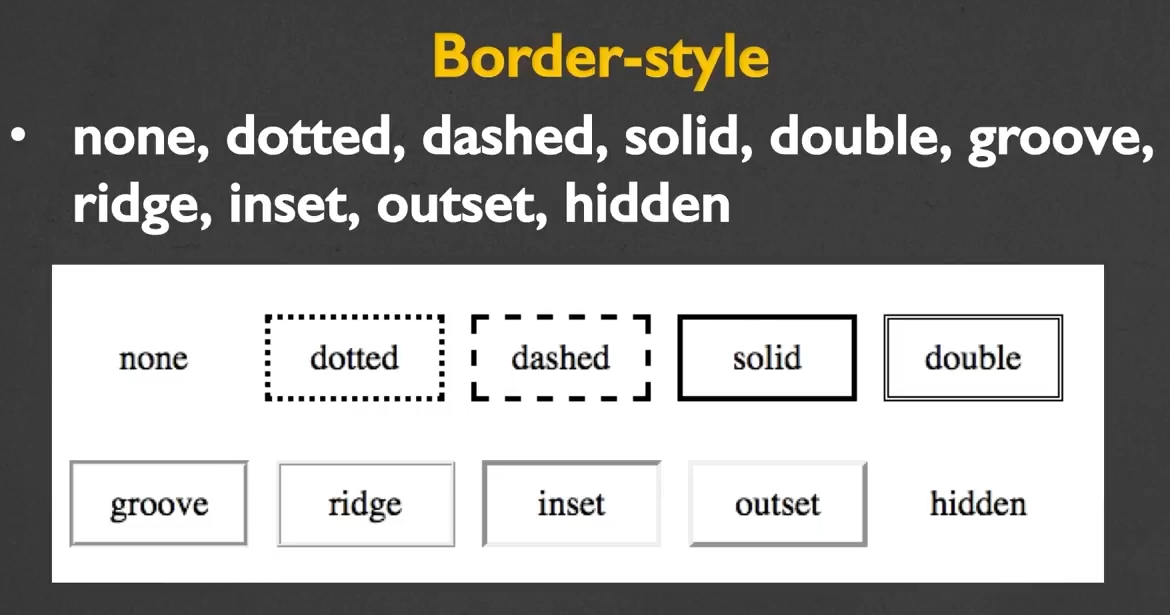 Border-style
• none, dotted, dashed, solid, double, groove,
ridge, inset, outset, hidden
none dotted dashed solid double
groove ridge inset outset hidden